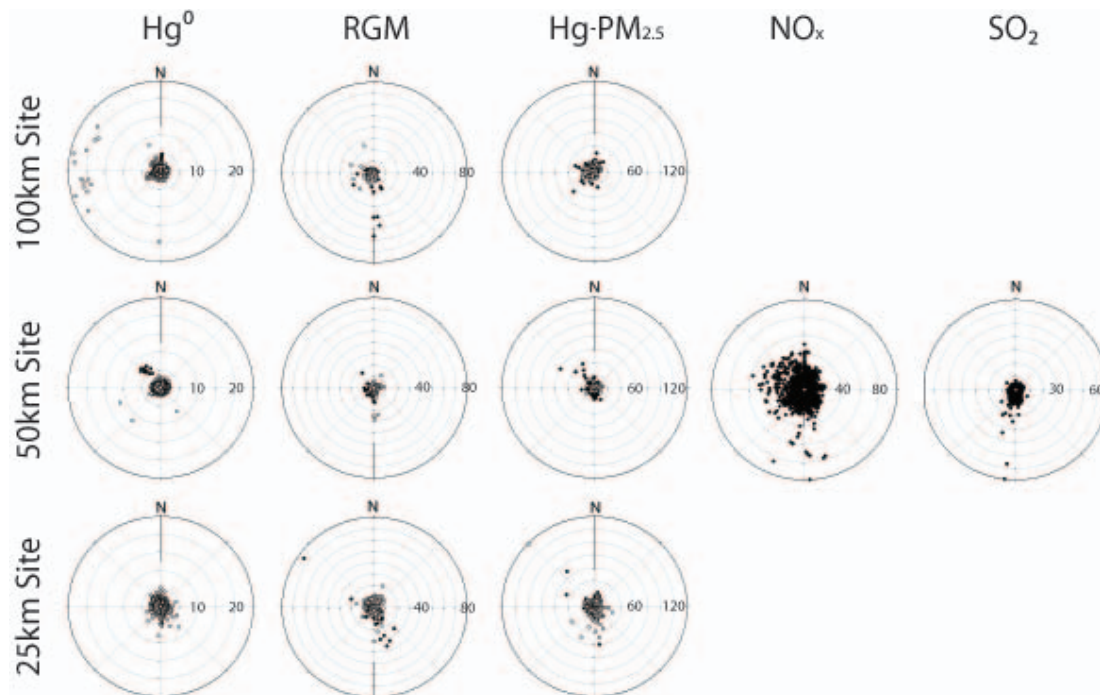 Hg⁰ RGM Hg-PM₂.₅ NOₓ SO₂
100km Site
N N N
10 20 40 80 60 120
50km Site
N N N N N
10 20 40 80 60 120 40 80 30 60
25km Site
N N N
10 20 40 80 60 120